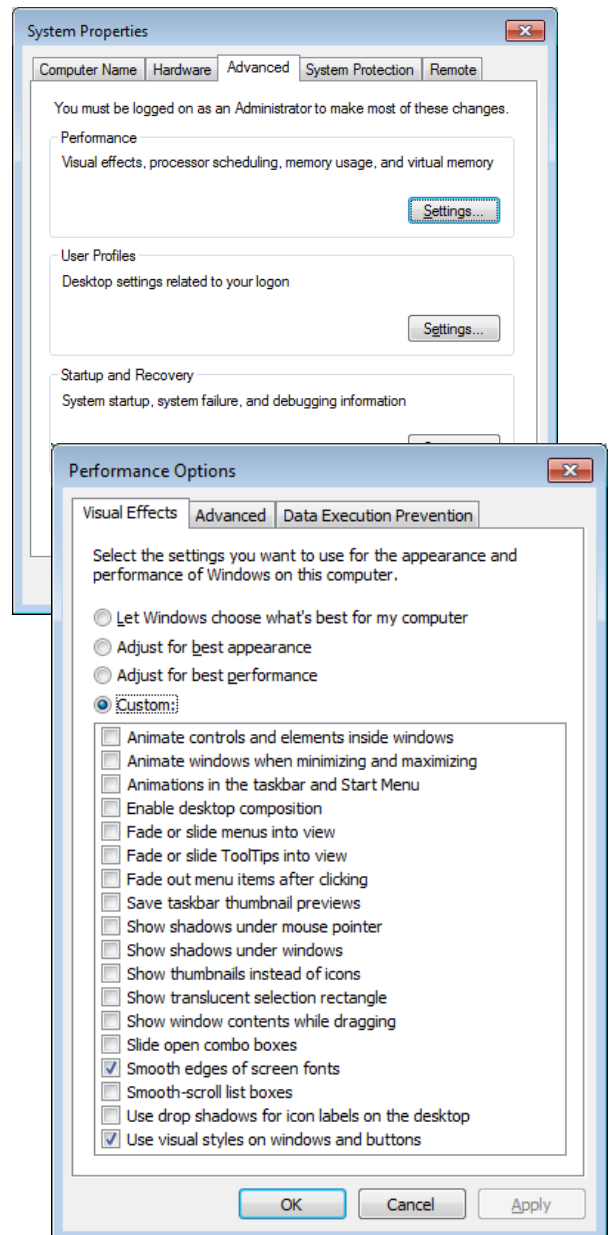 System Properties
Computer Name Hardware Advanced System Protection Remote
You must be logged on as an Administrator to make most of these changes.
Performance
Visual effects, processor scheduling, memory usage, and virtual memory
Settings...
User Profiles
Desktop settings related to your logon
Settings...
Startup and Recovery
System startup, system failure, and debugging information
Performance Options
Visual Effects Advanced Data Execution Prevention
Select the settings you want to use for the appearance and
performance of Windows on this computer.
Let Windows choose what's best for my computer
Adjust for best appearance
Adjust for best performance
Custom:
Animate controls and elements inside windows
Animate windows when minimizing and maximizing
Animations in the taskbar and Start Menu
Enable desktop composition
Fade or slide menus into view
Fade or slide ToolTips into view
Fade out menu items after clicking
Save taskbar thumbnail previews
Show shadows under mouse pointer
Show shadows under windows
Show thumbnails instead of icons
Show translucent selection rectangle
Show window contents while dragging
Slide open combo boxes
Smooth edges of screen fonts
Smooth-scroll list boxes
Use drop shadows for icon labels on the desktop
Use visual styles on windows and buttons
OK Cancel Apply